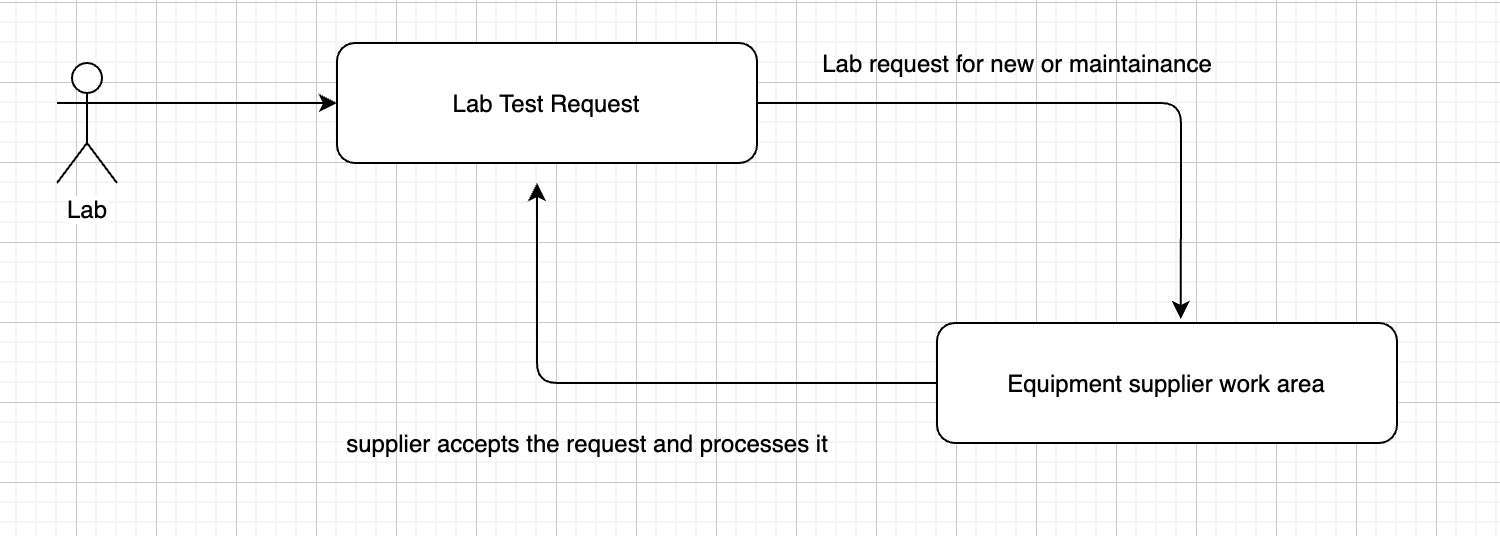 Lab request for new or maintainance
Lab Test Request
Lab
Equipment supplier work area
supplier accepts the request and processes it